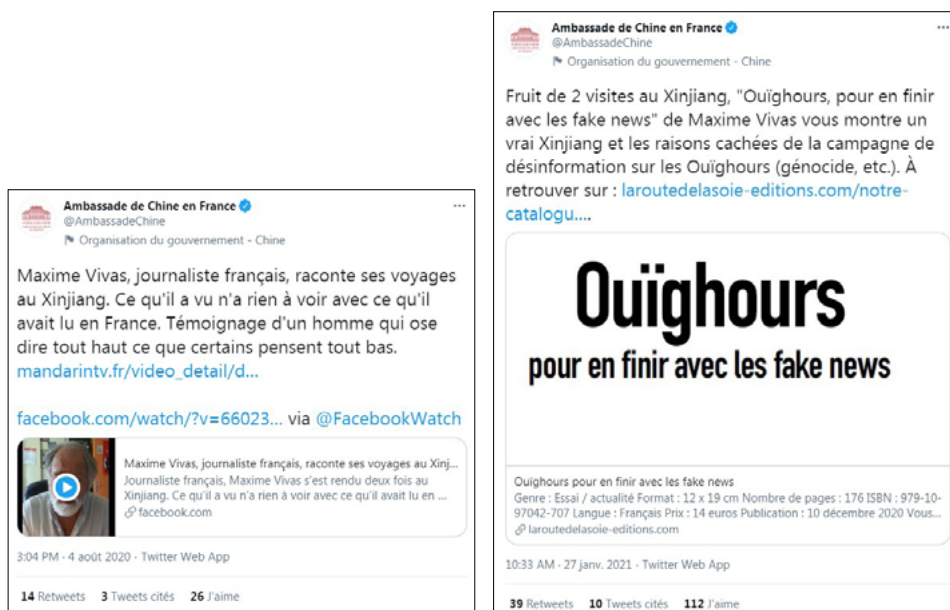 Ambassade de Chine en France
@AmbassadeChine
Organisation du gouvernement - Chine
Maxime Vivas, journaliste français, raconte ses voyages
au Xinjiang. Ce qu'il a vu n'a rien à voir avec ce qu'il
avait lu en France. Témoignage d'un homme qui ose
dire tout haut ce que certains pensent tout bas.
mandarintv.fr/video_detail/d...
facebook.com/watch/?v=66023... via @FacebookWatch
Maxime Vivas, journaliste français, raconte ses voyages au Xinj...
Journaliste français, Maxime Vivas s'est rendu deux fois au
Xinjiang. Ce qu'il a vu n'a rien à voir avec ce qu'il avait lu en ...
facebook.com
3:04 PM · 4 août 2020 · Twitter Web App
14 Retweets 3 Tweets cités 26 J'aime
Ambassade de Chine en France
@AmbassadeChine
Organisation du gouvernement - Chine
Fruit de 2 visites au Xinjiang, "Ouïghours, pour en finir
avec les fake news" de Maxime Vivas vous montre un
vrai Xinjiang et les raisons cachées de la campagne de
désinformation sur les Ouïghours (génocide, etc.). À
retrouver sur : laroutedelasoie-editions.com/notre-
catalogu....
Ouïghours
pour en finir avec les fake news
Ouïghours pour en finir avec les fake news
Genre : Essai / actualité Format : 12 x 19 cm Nombre de pages : 176 ISBN : 979-10-
97042-707 Langue : Français Prix : 14 euros Publication : 10 décembre 2020 Vous...
laroutedelasoie-editions.com
10:33 AM · 27 janv. 2021 · Twitter Web App
39 Retweets 10 Tweets cités 112 J'aime